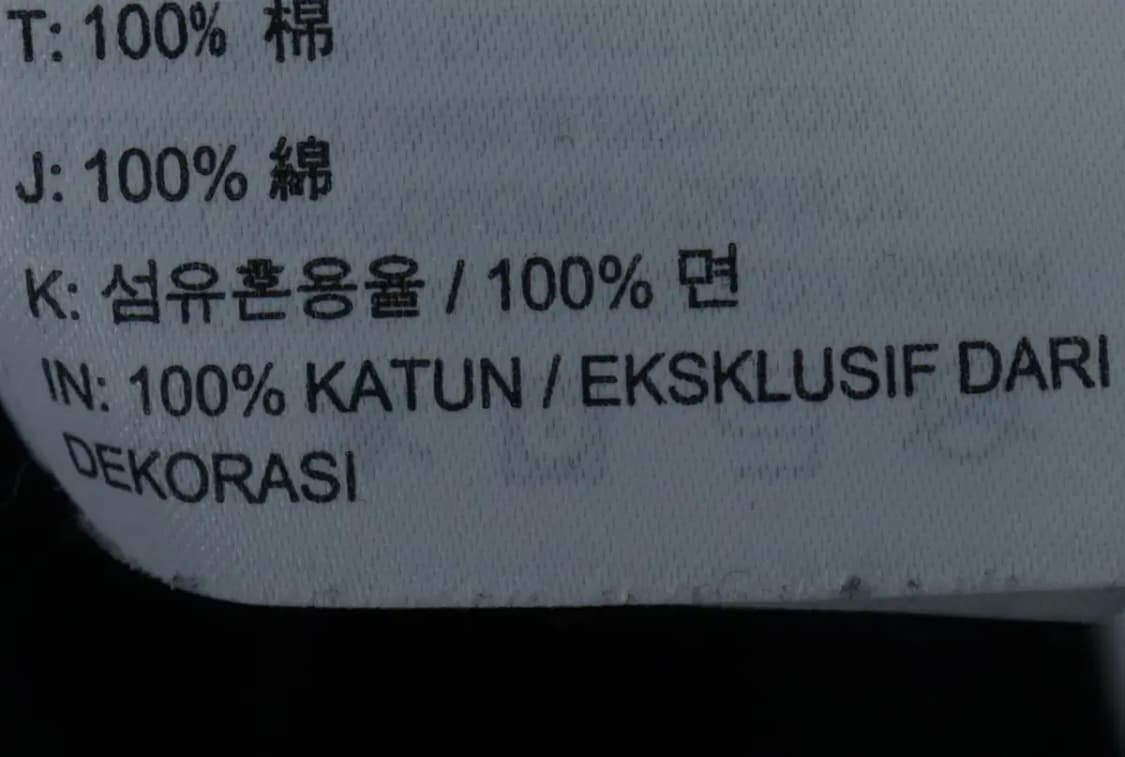 T: 100% 棉
J: 100% 綿
K: 섬유혼용율 / 100% 면
IN: 100% KATUN / EKSKLUSIF DARI
DEKORASI